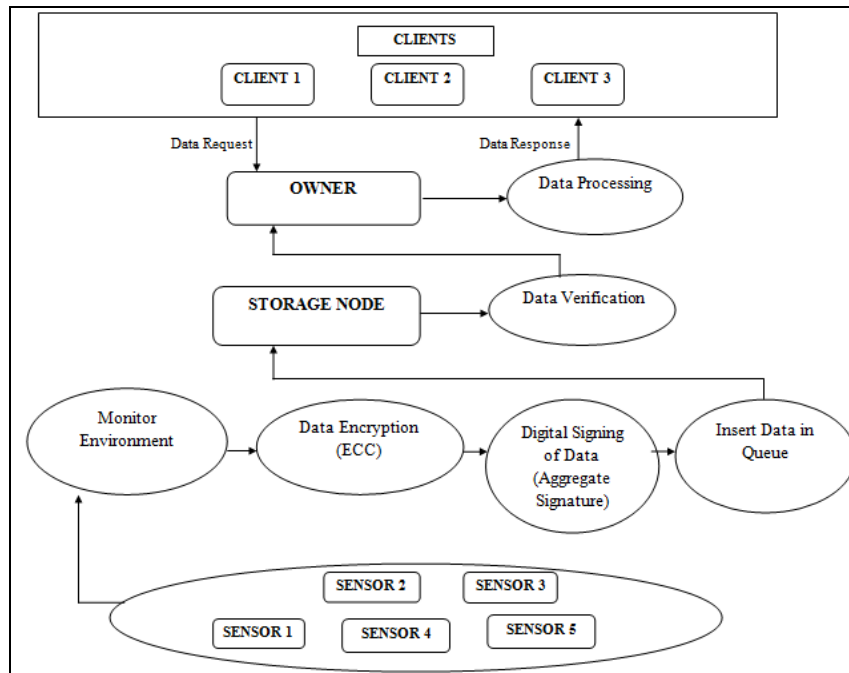 CLIENTS
CLIENT 1
CLIENT 2
CLIENT 3
Data Request
Data Response
OWNER
Data Processing
STORAGE NODE
Data Verification
Monitor
Environment
Data Encryption
(ECC)
Digital Signing
of Data
(Aggregate
Signature)
Insert Data in
Queue
SENSOR 2
SENSOR 3
SENSOR 1
SENSOR 4
SENSOR 5